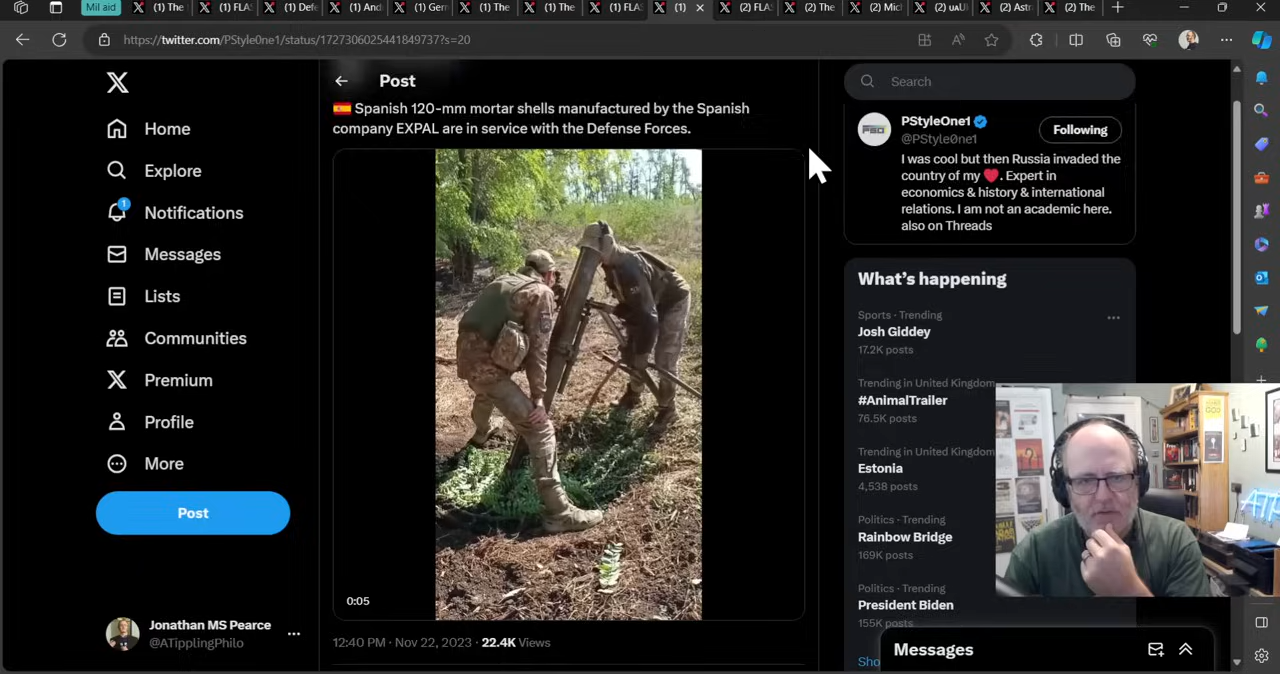 Mil aid
(1) The
(1) FLA
(1) Defe
(1) And
(1) Gerr
(1) The
(1) The
(1) FLA
(1)
(2) FLA
(2) The
(2) Micl
(2) Astr
(2) The
https://twitter.com/PStyle0ne1/status/1727306025441849737?s=20
Post
Search
Spanish 120-mm mortar shells manufactured by the Spanish
company EXPAL are in service with the Defense Forces.
0:05
12:40 PM · Nov 22, 2023 · 22.4K Views
Home
Explore
1
Notifications
Messages
Lists
Communities
Premium
Profile
More
Post
Jonathan MS Pearce
@ATipplingPhilo
PStyleOne1
@PStyle0ne1
Following
I was cool but then Russia invaded the
country of my ❤️. Expert in
economics & history & international
relations. I am not an academic here.
also on Threads
What's happening
Sports · Trending
Josh Giddey
17.2K posts
Trending in United Kingdom
#AnimalTrailer
76.5K posts
Trending in United Kingdom
Estonia
4,538 posts
Politics · Trending
Rainbow Bridge
169K posts
Politics · Trending
President Biden
155K posts
Sho
Messages